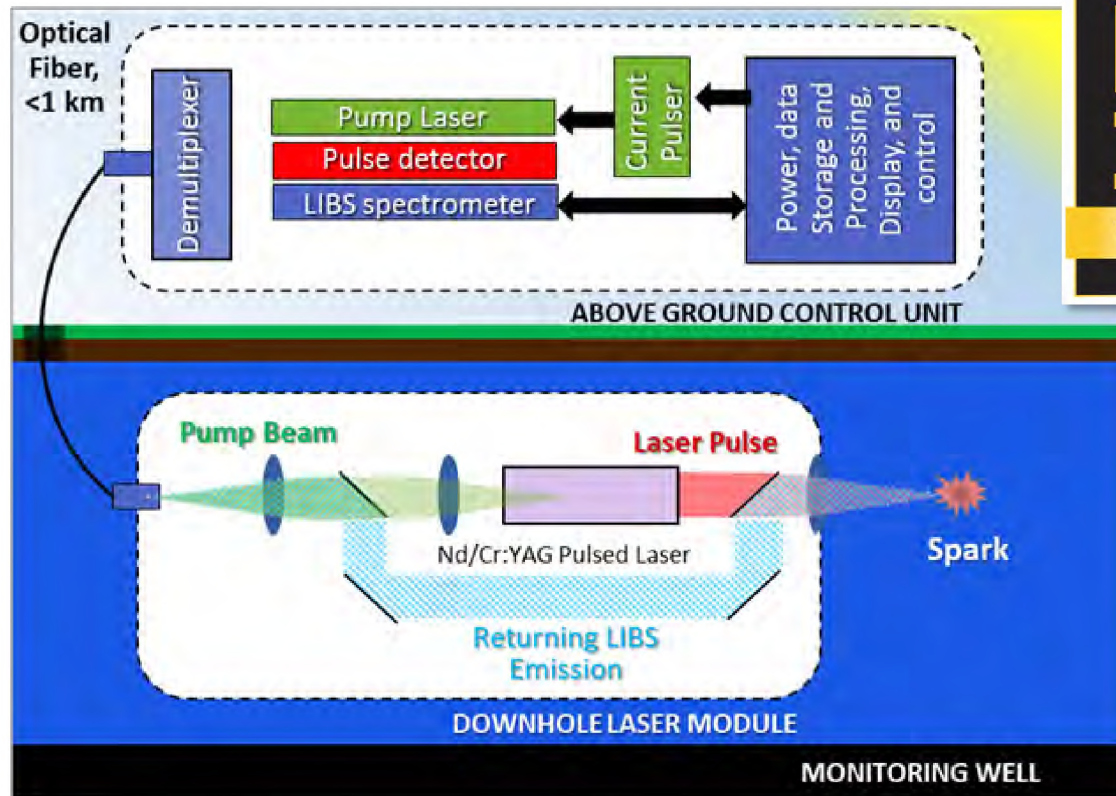 Optical
Fiber,
<1 km
Demultiplexer
Pump Laser
Pulse detector
LIBS spectrometer
Current
Pulser
Power, data
Storage and
Processing,
Display, and
control
ABOVE GROUND CONTROL UNIT
Pump Beam
Laser Pulse
Nd/Cr:YAG Pulsed Laser
Spark
Returning LIBS
Emission
DOWNHOLE LASER MODULE
MONITORING WELL